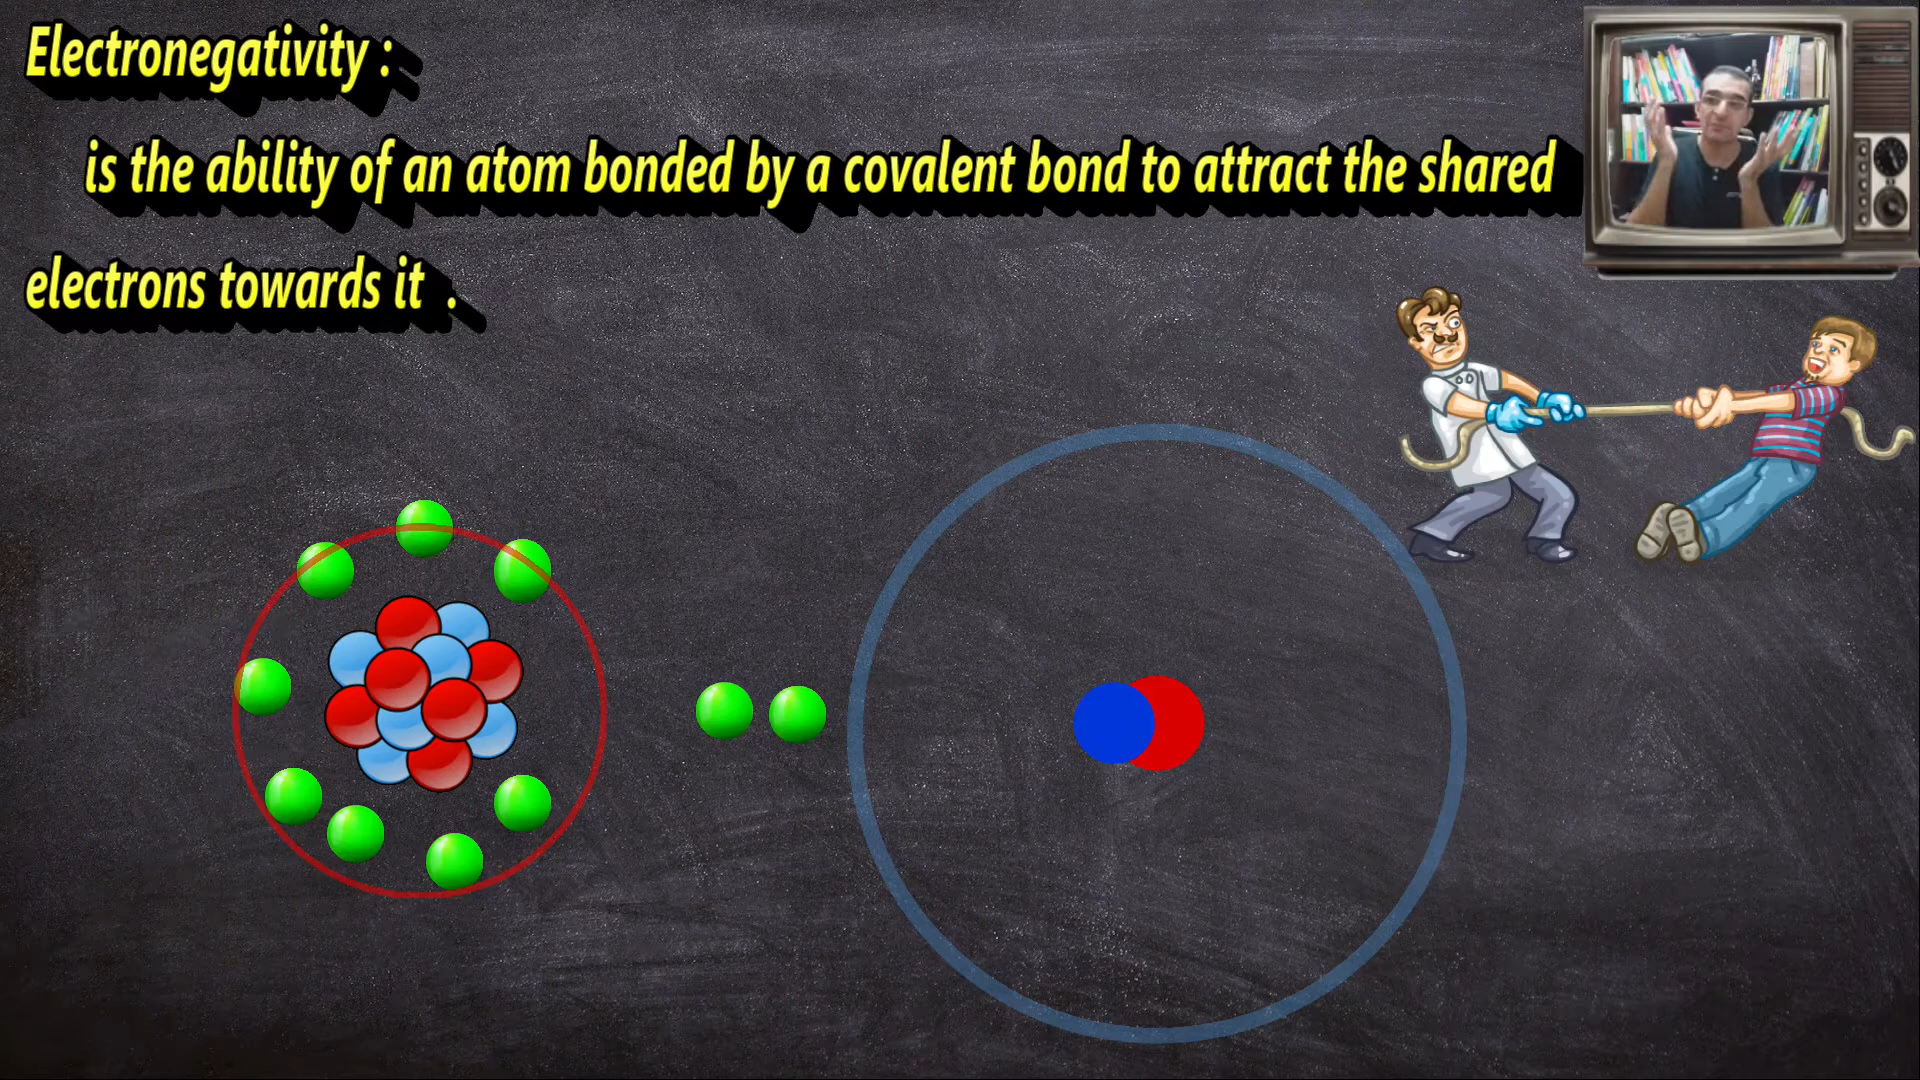 Electronegativity :
is the ability of an atom bonded by a covalent bond to attract the shared
electrons towards it .